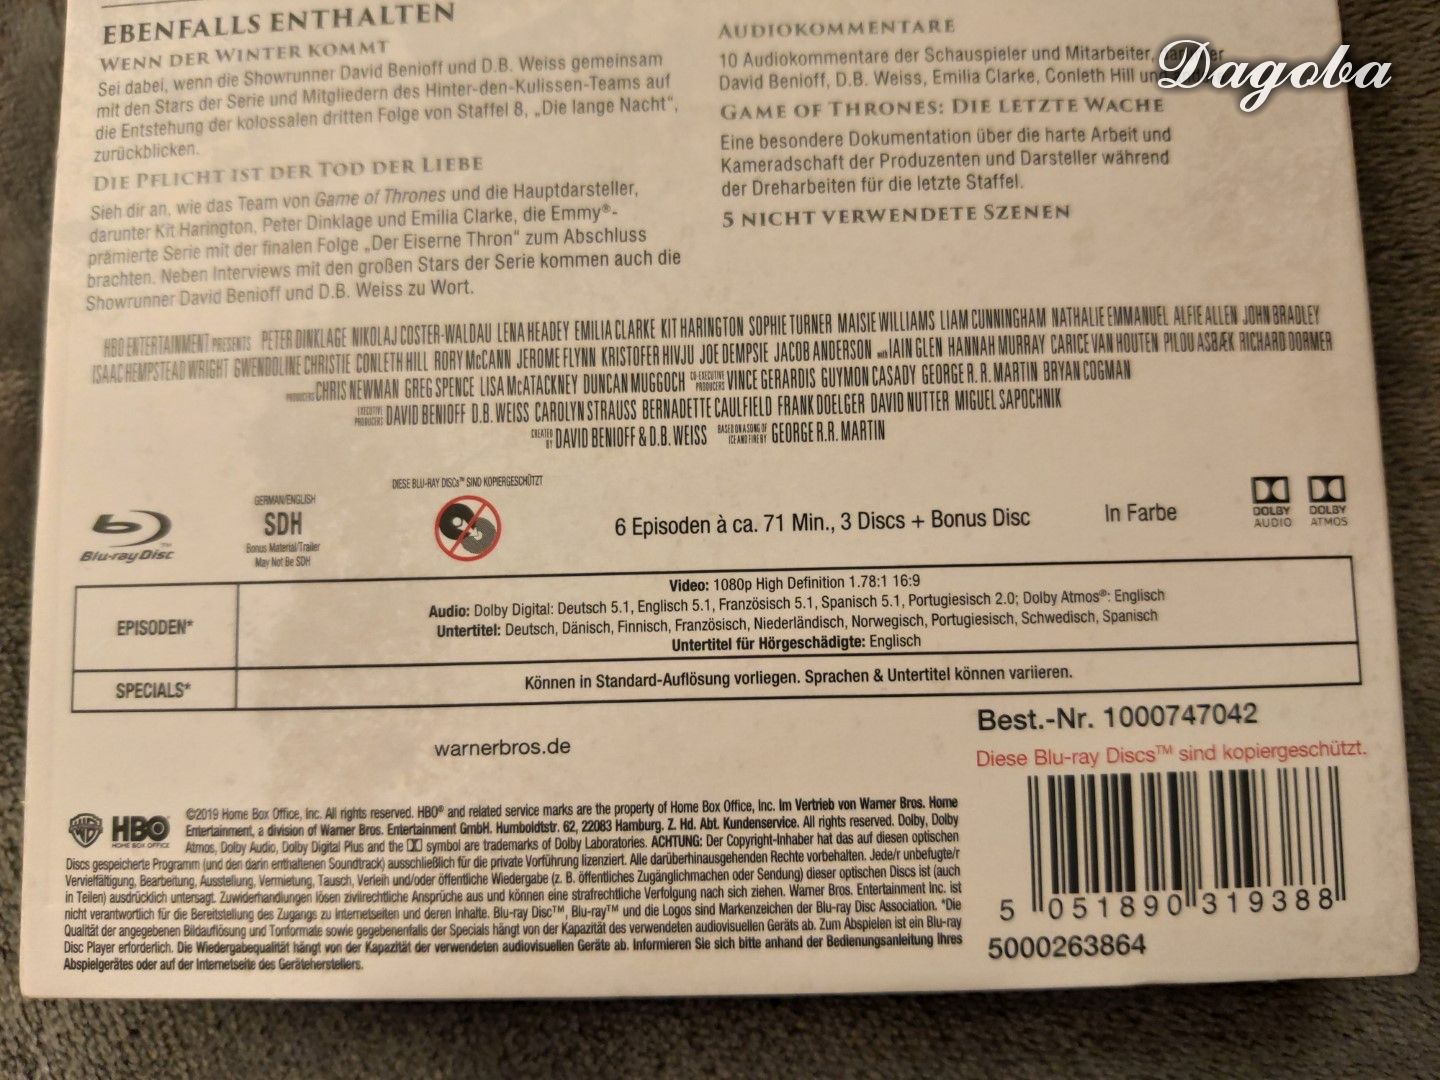 EBENFALLS ENTHALTEN
WENN DER WINTER KOMMT
Sei dabei, wenn die Showrunner David Benioff und D.B. Weiss gemeinsam
mit den Stars der Serie und Mitgliedern des Hinter-den-Kulissen-Teams auf
die Entstehung der kolossalen dritten Folge von Staffel 8, „Die lange Nacht“,
zurückblicken.
DIE PFLICHT IST DER TOD DER LIEBE
Sieh dir an, wie das Team von Game of Thrones und die Hauptdarsteller,
darunter Kit Harington, Peter Dinklage und Emilia Clarke, die Emmy®-
prämierte Serie mit der finalen Folge „Der Eiserne Thron“ zum Abschluss
brachten. Neben Interviews mit den großen Stars der Serie kommen auch die
Showrunner David Benioff und D.B. Weiss zu Wort.
AUDIOKOMMENTARE
10 Audiokommentare der Schauspieler und Mitarbeiter,
David Benioff, D.B. Weiss, Emilia Clarke, Conleth Hill
GAME OF THRONES: DIE LETZTE WACHE
Eine besondere Dokumentation über die harte Arbeit und
Kameradschaft der Produzenten und Darsteller während
der Dreharbeiten für die letzte Staffel.
5 NICHT VERWENDETE SZENEN
Dagoba
HBO ENTERTAINMENT PRESENTS PETER DINKLAGE NIKOLAJ COSTER-WALDAU LENA HEADEY EMILIA CLARKE KIT HARINGTON SOPHIE TURNER MAISIE WILLIAMS LIAM CUNNINGHAM NATHALIE EMMANUEL ALFIE ALLEN JOHN BRADLEY
ISAAC HEMPSTEAD WRIGHT GWENDOLINE CHRISTIE CONLETH HILL RORY McCANN JEROME FLYNN KRISTOFER HIVJU JOE DEMPSIE JACOB ANDERSON WITH IAIN GLEN HANNAH MURRAY CARICE VAN HOUTEN PILOU ASBÆK RICHARD DORMER
PRODUCERS CHRIS NEWMAN GREG SPENCE LISA McATACKNEY DUNCAN MUGGOCH CO-EXECUTIVE PRODUCERS VINCE GERARDIS GUYMON CASADY GEORGE R. R. MARTIN BRYAN COGMAN
EXECUTIVE PRODUCERS DAVID BENIOFF D.B. WEISS CAROLYN STRAUSS BERNADETTE CAULFIELD FRANK DOELGER DAVID NUTTER MIGUEL SAPOCHNIK
CREATED BY DAVID BENIOFF & D.B. WEISS BASED ON A SONG OF ICE AND FIRE BY GEORGE R.R. MARTIN
Blu-ray Disc™
GERMAN/ENGLISH
SDH
Bonus Material/Trailer
May Not Be SDH
DIESE BLU-RAY DISCS™ SIND KOPIERGESCHÜTZT
6 Episoden à ca. 71 Min., 3 Discs + Bonus Disc
In Farbe
DOLBY AUDIO
DOLBY ATMOS
EPISODEN*
Video: 1080p High Definition 1.78:1 16:9
Audio: Dolby Digital: Deutsch 5.1, Englisch 5.1, Französisch 5.1, Spanisch 5.1, Portugiesisch 2.0; Dolby Atmos®: Englisch
Untertitel: Deutsch, Dänisch, Finnisch, Französisch, Niederländisch, Norwegisch, Portugiesisch, Schwedisch, Spanisch
Untertitel für Hörgeschädigte: Englisch
SPECIALS*
Können in Standard-Auflösung vorliegen. Sprachen & Untertitel können variieren.
warnerbros.de
Best.-Nr. 1000747042
Diese Blu-ray Discs™ sind kopiergeschützt.
WB HBO
HOME BOX OFFICE
©2019 Home Box Office, Inc. All rights reserved. HBO® and related service marks are the property of Home Box Office, Inc. Im Vertrieb von Warner Bros. Home
Entertainment, a division of Warner Bros. Entertainment GmbH. Humboldtstr. 62, 22083 Hamburg. Z. Hd. Abt. Kundenservice. All rights reserved. Dolby, Dolby
Atmos, Dolby Audio, Dolby Digital Plus and the symbol are trademarks of Dolby Laboratories. ACHTUNG: Der Copyright-Inhaber hat das auf diesen optischen
Discs gespeicherte Programm (und den darin enthaltenen Soundtrack) ausschließlich für die private Vorführung lizenziert. Alle darüberhinausgehenden Rechte vorbehalten. Jede/r unbefugte/r
Vervielfältigung, Bearbeitung, Ausstellung, Vermietung, Tausch, Verleih und/oder öffentliche Wiedergabe (z. B. öffentliches Zugänglichmachen oder Sendung) dieser optischen Discs ist (auch
in Teilen) ausdrücklich untersagt. Zuwiderhandlungen lösen zivilrechtliche Ansprüche aus und können eine strafrechtliche Verfolgung nach sich ziehen. Warner Bros. Entertainment Inc. ist
nicht verantwortlich für die Bereitstellung des Zugangs zu Internetseiten und deren Inhalte. Blu-ray Disc™, Blu-ray™ und die Logos sind Markenzeichen der Blu-ray Disc Association. *Die
Qualität der angegebenen Bildauflösung und Tonformate sowie gegebenenfalls der Specials hängt von der Kapazität des verwendeten audiovisuellen Geräts ab. Zum Abspielen ist ein Blu-ray
Disc Player erforderlich. Die Wiedergabequalität hängt von der Kapazität der verwendeten audiovisuellen Geräte ab. Informieren Sie sich bitte anhand der Bedienungsanleitung Ihres
Abspielgerätes oder auf der Internetseite des Geräteherstellers.
5 051890 319388
5000263864